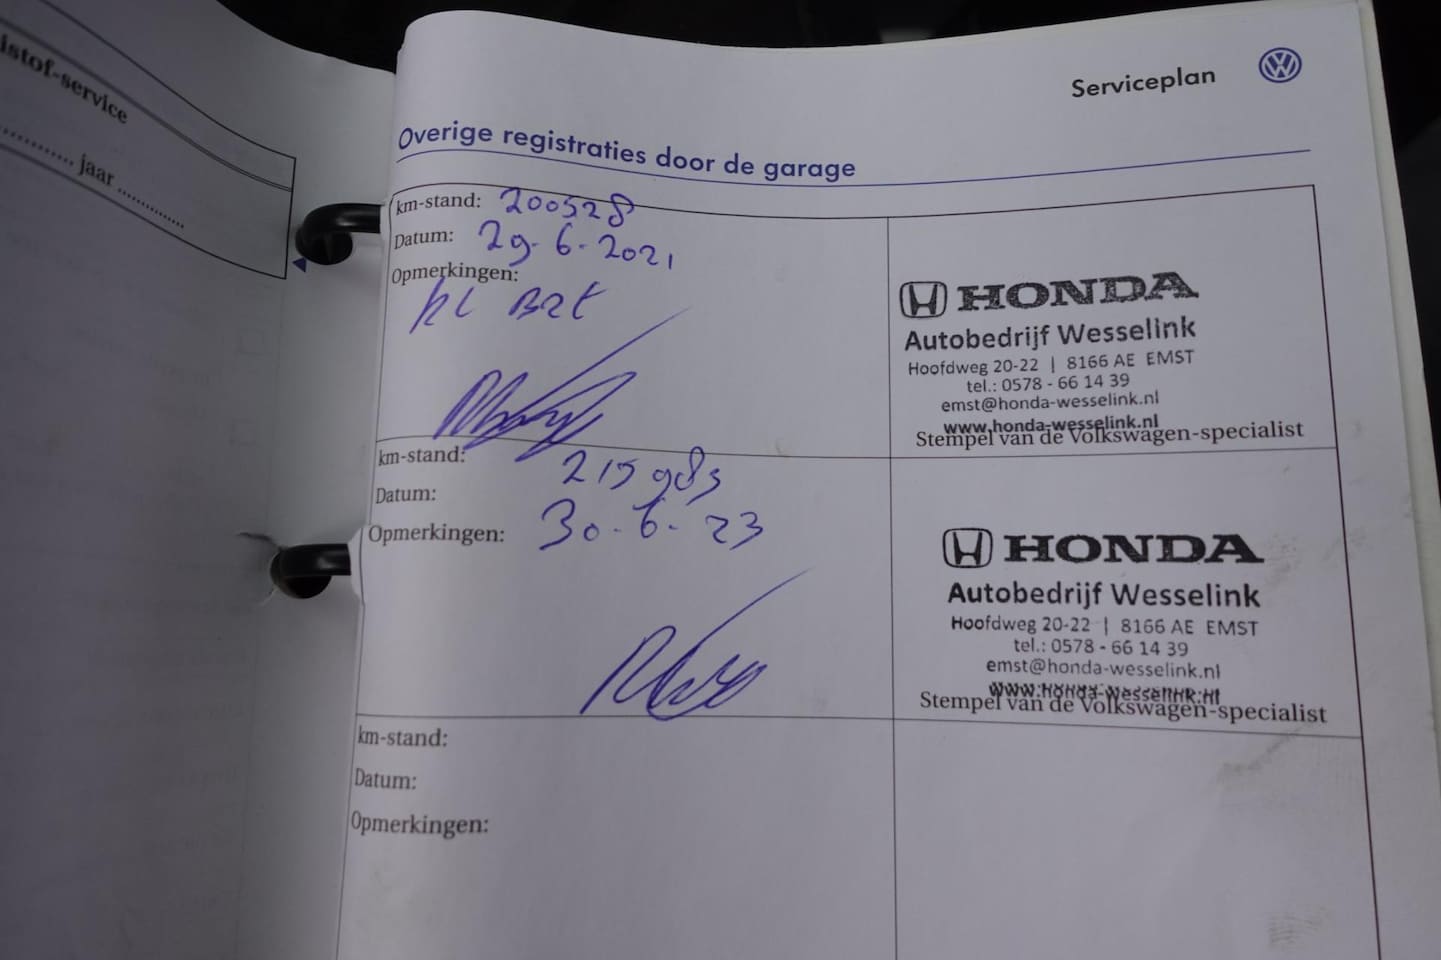 istof-service
............ jaar ...............
Serviceplan
Overige registraties door de garage
km-stand: 200528
Datum: 29-6-2021
Opmerkingen:
kl BRT
HONDA
Autobedrijf Wesselink
Hoofdweg 20-22 | 8166 AE EMST
tel.: 0578 - 66 14 39
emst@honda-wesselink.nl
www.honda-wesselink.nl
Stempel van de Volkswagen-specialist
km-stand: 215983
Datum: 30-6-23
Opmerkingen:
HONDA
Autobedrijf Wesselink
Hoofdweg 20-22 | 8166 AE EMST
tel.: 0578 - 66 14 39
emst@honda-wesselink.nl
www.honda-wesselink.nl
Stempel van de Volkswagen-specialist
km-stand:
Datum:
Opmerkingen: